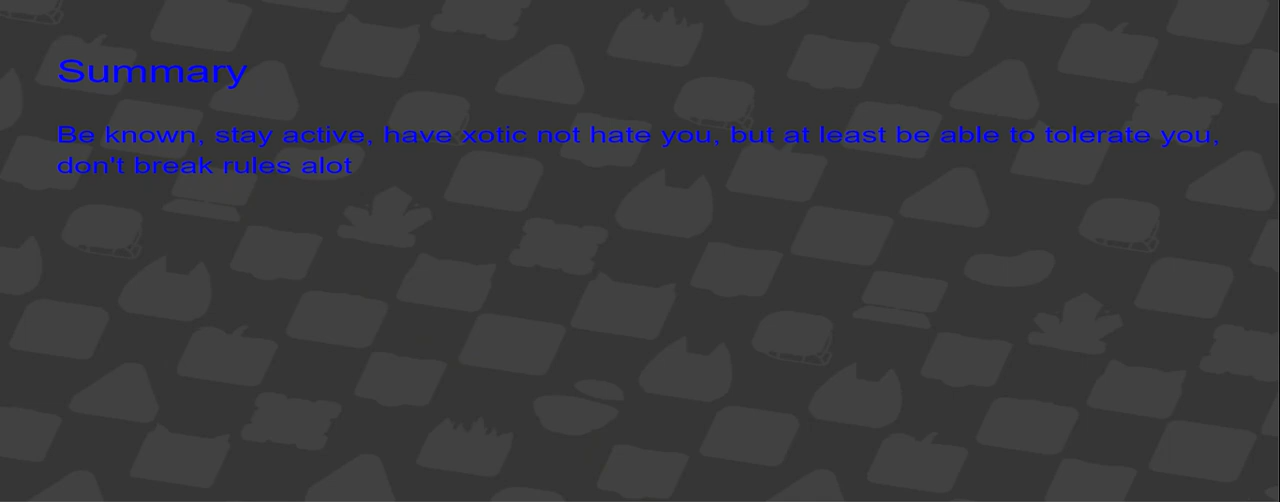 Summary
Be known, stay active, have xotic not hate you, but at least be able to tolerate you,
don't break rules alot